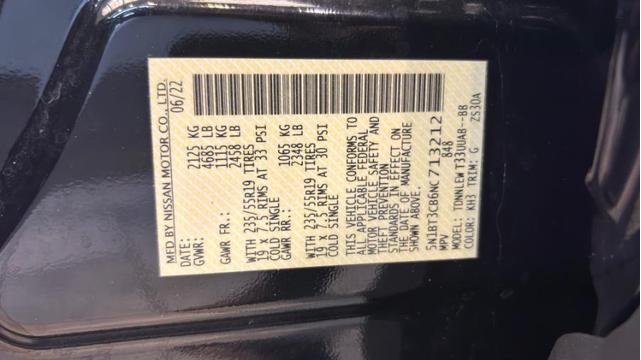 MFD BY NISSAN MOTOR CO., LTD.
DATE: 06/22
GVWR: 2125 KG
4685 LB
GAWR FR.: 1115 KG
2458 LB
WITH 235/55R19 TIRES
19 X 7.5 RIMS AT 33 PSI
COLD SINGLE
GAWR RR.: 1065 KG
2348 LB
WITH 235/55R19 TIRES
19 X 7.5 RIMS AT 30 PSI
COLD SINGLE
THIS VEHICLE CONFORMS TO
ALL APPLICABLE FEDERAL
MOTOR VEHICLE SAFETY AND
THEFT PREVENTION
STANDARDS IN EFFECT ON
THE DATE OF MANUFACTURE
SHOWN ABOVE.
5N1BT3CB6NC713212
MPV 848
MODEL: TDNNLEW T33UUA8--BB
COLOR: KH3 TRIM: G ZS30A